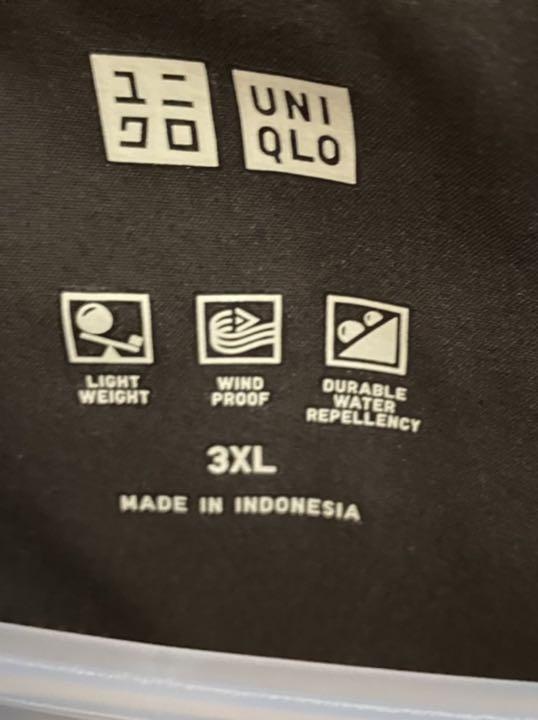 ユニ
クロ
UNI
QLO
LIGHT
WEIGHT
WIND
PROOF
DURABLE
WATER
REPELLENCY
3XL
MADE IN INDONESIA